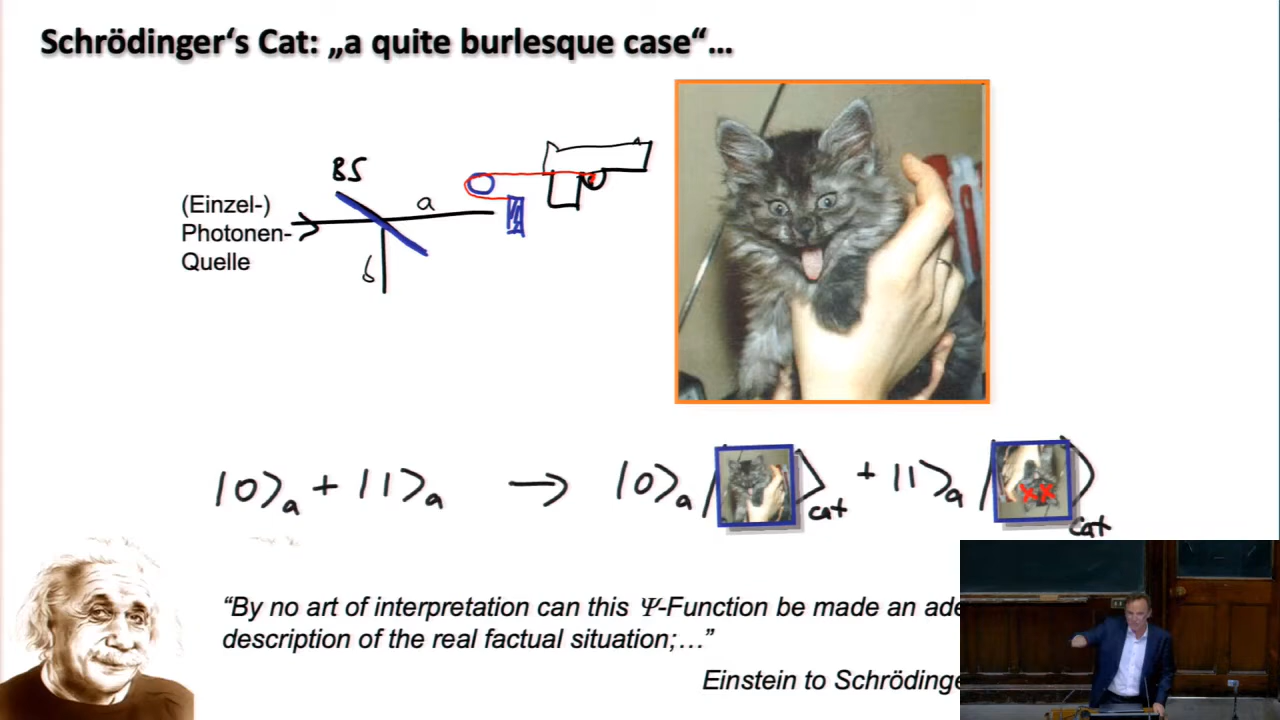 Schrödinger‘s Cat: „a quite burlesque case“…
BS
(Einzel-)
Photonen-
Quelle
a
b
|0⟩a + |1⟩a → |0⟩a | ⟩cat + |1⟩a | ⟩cat
xx
“By no art of interpretation can this Ψ-Function be made an ade
description of the real factual situation;…”
Einstein to Schrödinge